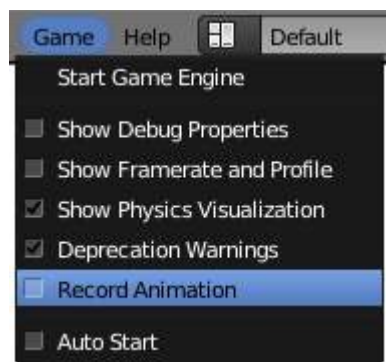 Game Help Default
Start Game Engine
Show Debug Properties
Show Framerate and Profile
Show Physics Visualization
Deprecation Warnings
Record Animation
Auto Start